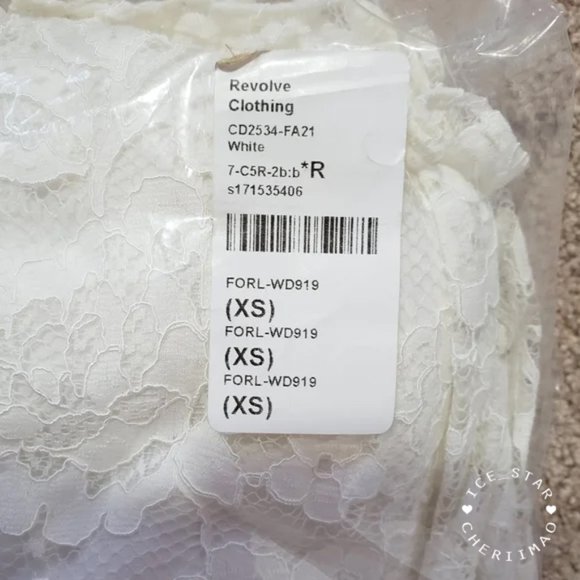 Revolve
Clothing
CD2534-FA21
White
7-C5R-2b:b*R
s171535406
FORL-WD919
(XS)
FORL-WD919
(XS)
FORL-WD919
(XS)
♥ ICE_STAR ♥
CHERIIMAO